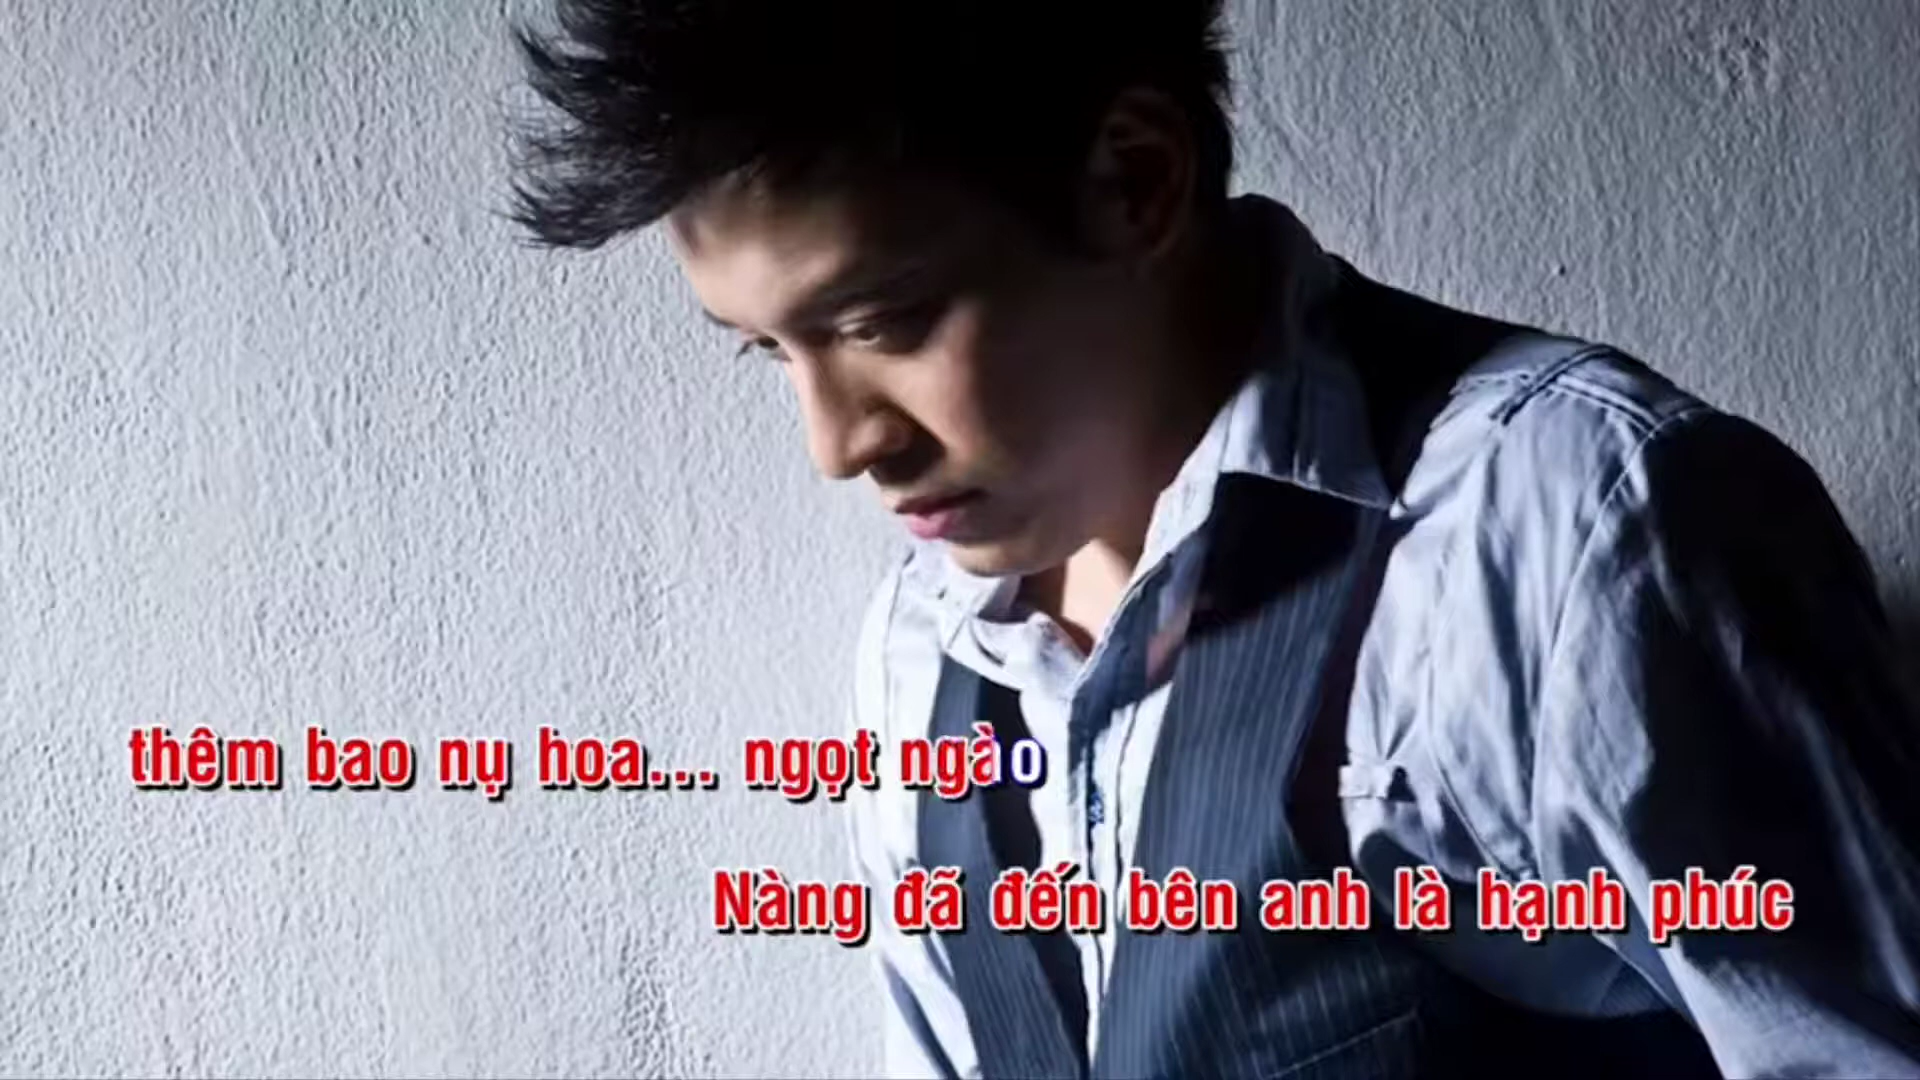 thêm bao nụ hoa... ngọt ngào
Nàng đã đến bên anh là hạnh phúc